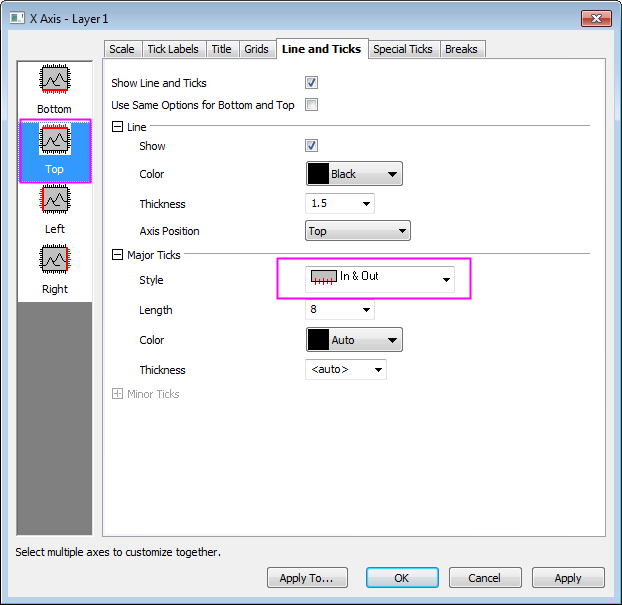 X Axis - Layer1
Scale Tick Labels Title Grids Line and Ticks Special Ticks Breaks
Bottom
Top
Left
Right
Show Line and Ticks
Use Same Options for Bottom and Top
Line
Show
Color Black
Thickness 1.5
Axis Position Top
Major Ticks
Style In & Out
Length 8
Color Auto
Thickness <auto>
Minor Ticks
Select multiple axes to customize together.
Apply To... OK Cancel Apply